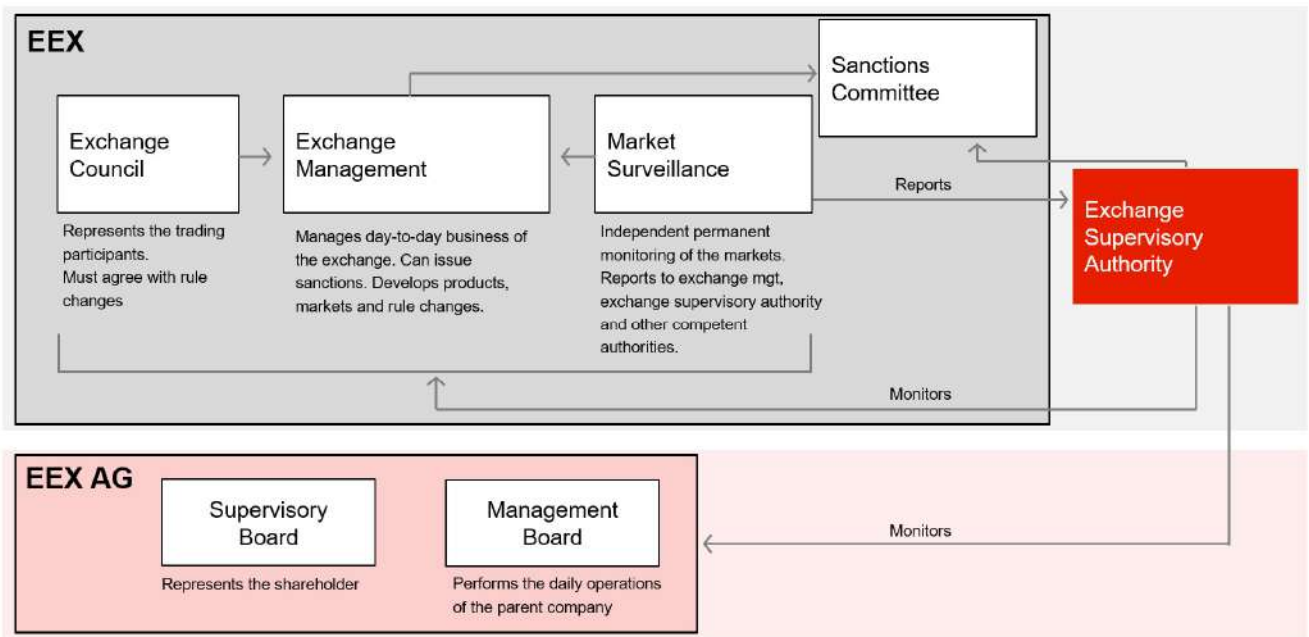 EEX
Sanctions
Committee
Exchange
Council
Exchange
Management
Market
Surveillance
Reports
Exchange
Supervisory
Authority
Represents the trading
participants.
Must agree with rule
changes
Manages day-to-day business of
the exchange. Can issue
sanctions. Develops products,
markets and rule changes.
Independent permanent
monitoring of the markets.
Reports to exchange mgt,
exchange supervisory authority
and other competent
authorities.
Monitors
EEX AG
Supervisory
Board
Represents the shareholder
Management
Board
Performs the daily operations
of the parent company
Monitors